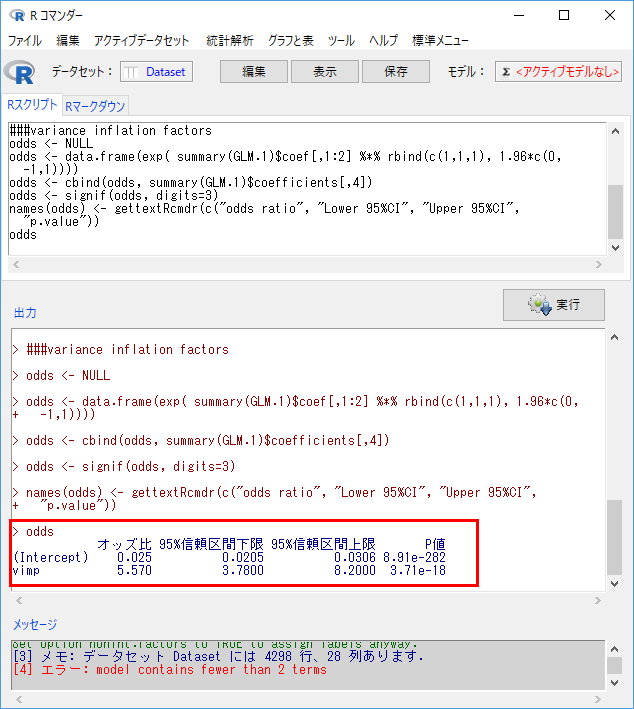 R コマンダー
ファイル 編集 アクティブデータセット 統計解析 グラフと表 ツール ヘルプ 標準メニュー
データセット： Dataset 編集 表示 保存 モデル： Σ <アクティブモデルなし>
Rスクリプト Rマークダウン
###variance inflation factors
odds <- NULL
odds <- data.frame(exp( summary(GLM.1)$coef[,1:2] %*% rbind(c(1,1,1), 1.96*c(0,
-1,1))))
odds <- cbind(odds, summary(GLM.1)$coefficients[,4])
odds <- signif(odds, digits=3)
names(odds) <- gettextRcmdr(c("odds ratio", "Lower 95%CI", "Upper 95%CI",
"p.value"))
odds
出力
実行
> ###variance inflation factors
> odds <- NULL
> odds <- data.frame(exp( summary(GLM.1)$coef[,1:2] %*% rbind(c(1,1,1), 1.96*c(0,
+ -1,1))))
> odds <- cbind(odds, summary(GLM.1)$coefficients[,4])
> odds <- signif(odds, digits=3)
> names(odds) <- gettextRcmdr(c("odds ratio", "Lower 95%CI", "Upper 95%CI",
+ "p.value"))
> odds
オッズ比 95%信頼区間下限 95%信頼区間上限 P値
(Intercept) 0.025 0.0205 0.0306 8.91e-282
vimp 5.570 3.7800 8.2000 3.71e-18
メッセージ
Set option nonint.factors to TRUE to assign labels anyway.
[3] メモ: データセット Dataset には 4298 行、28 列あります.
[4] エラー: model contains fewer than 2 terms